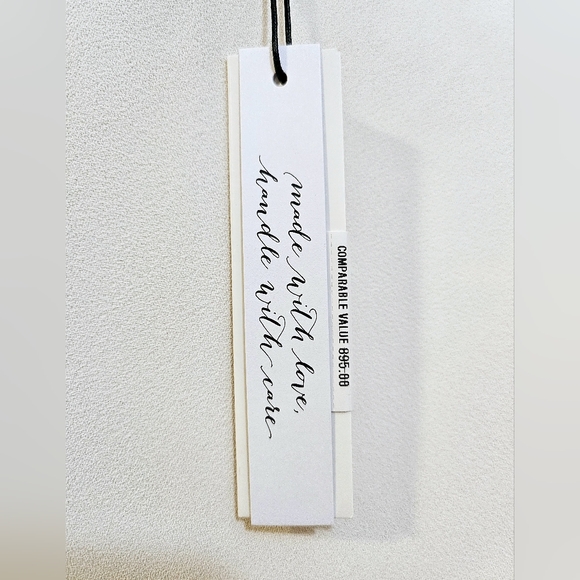 made with love,
handle with care
COMPARABLE VALUE $95.00